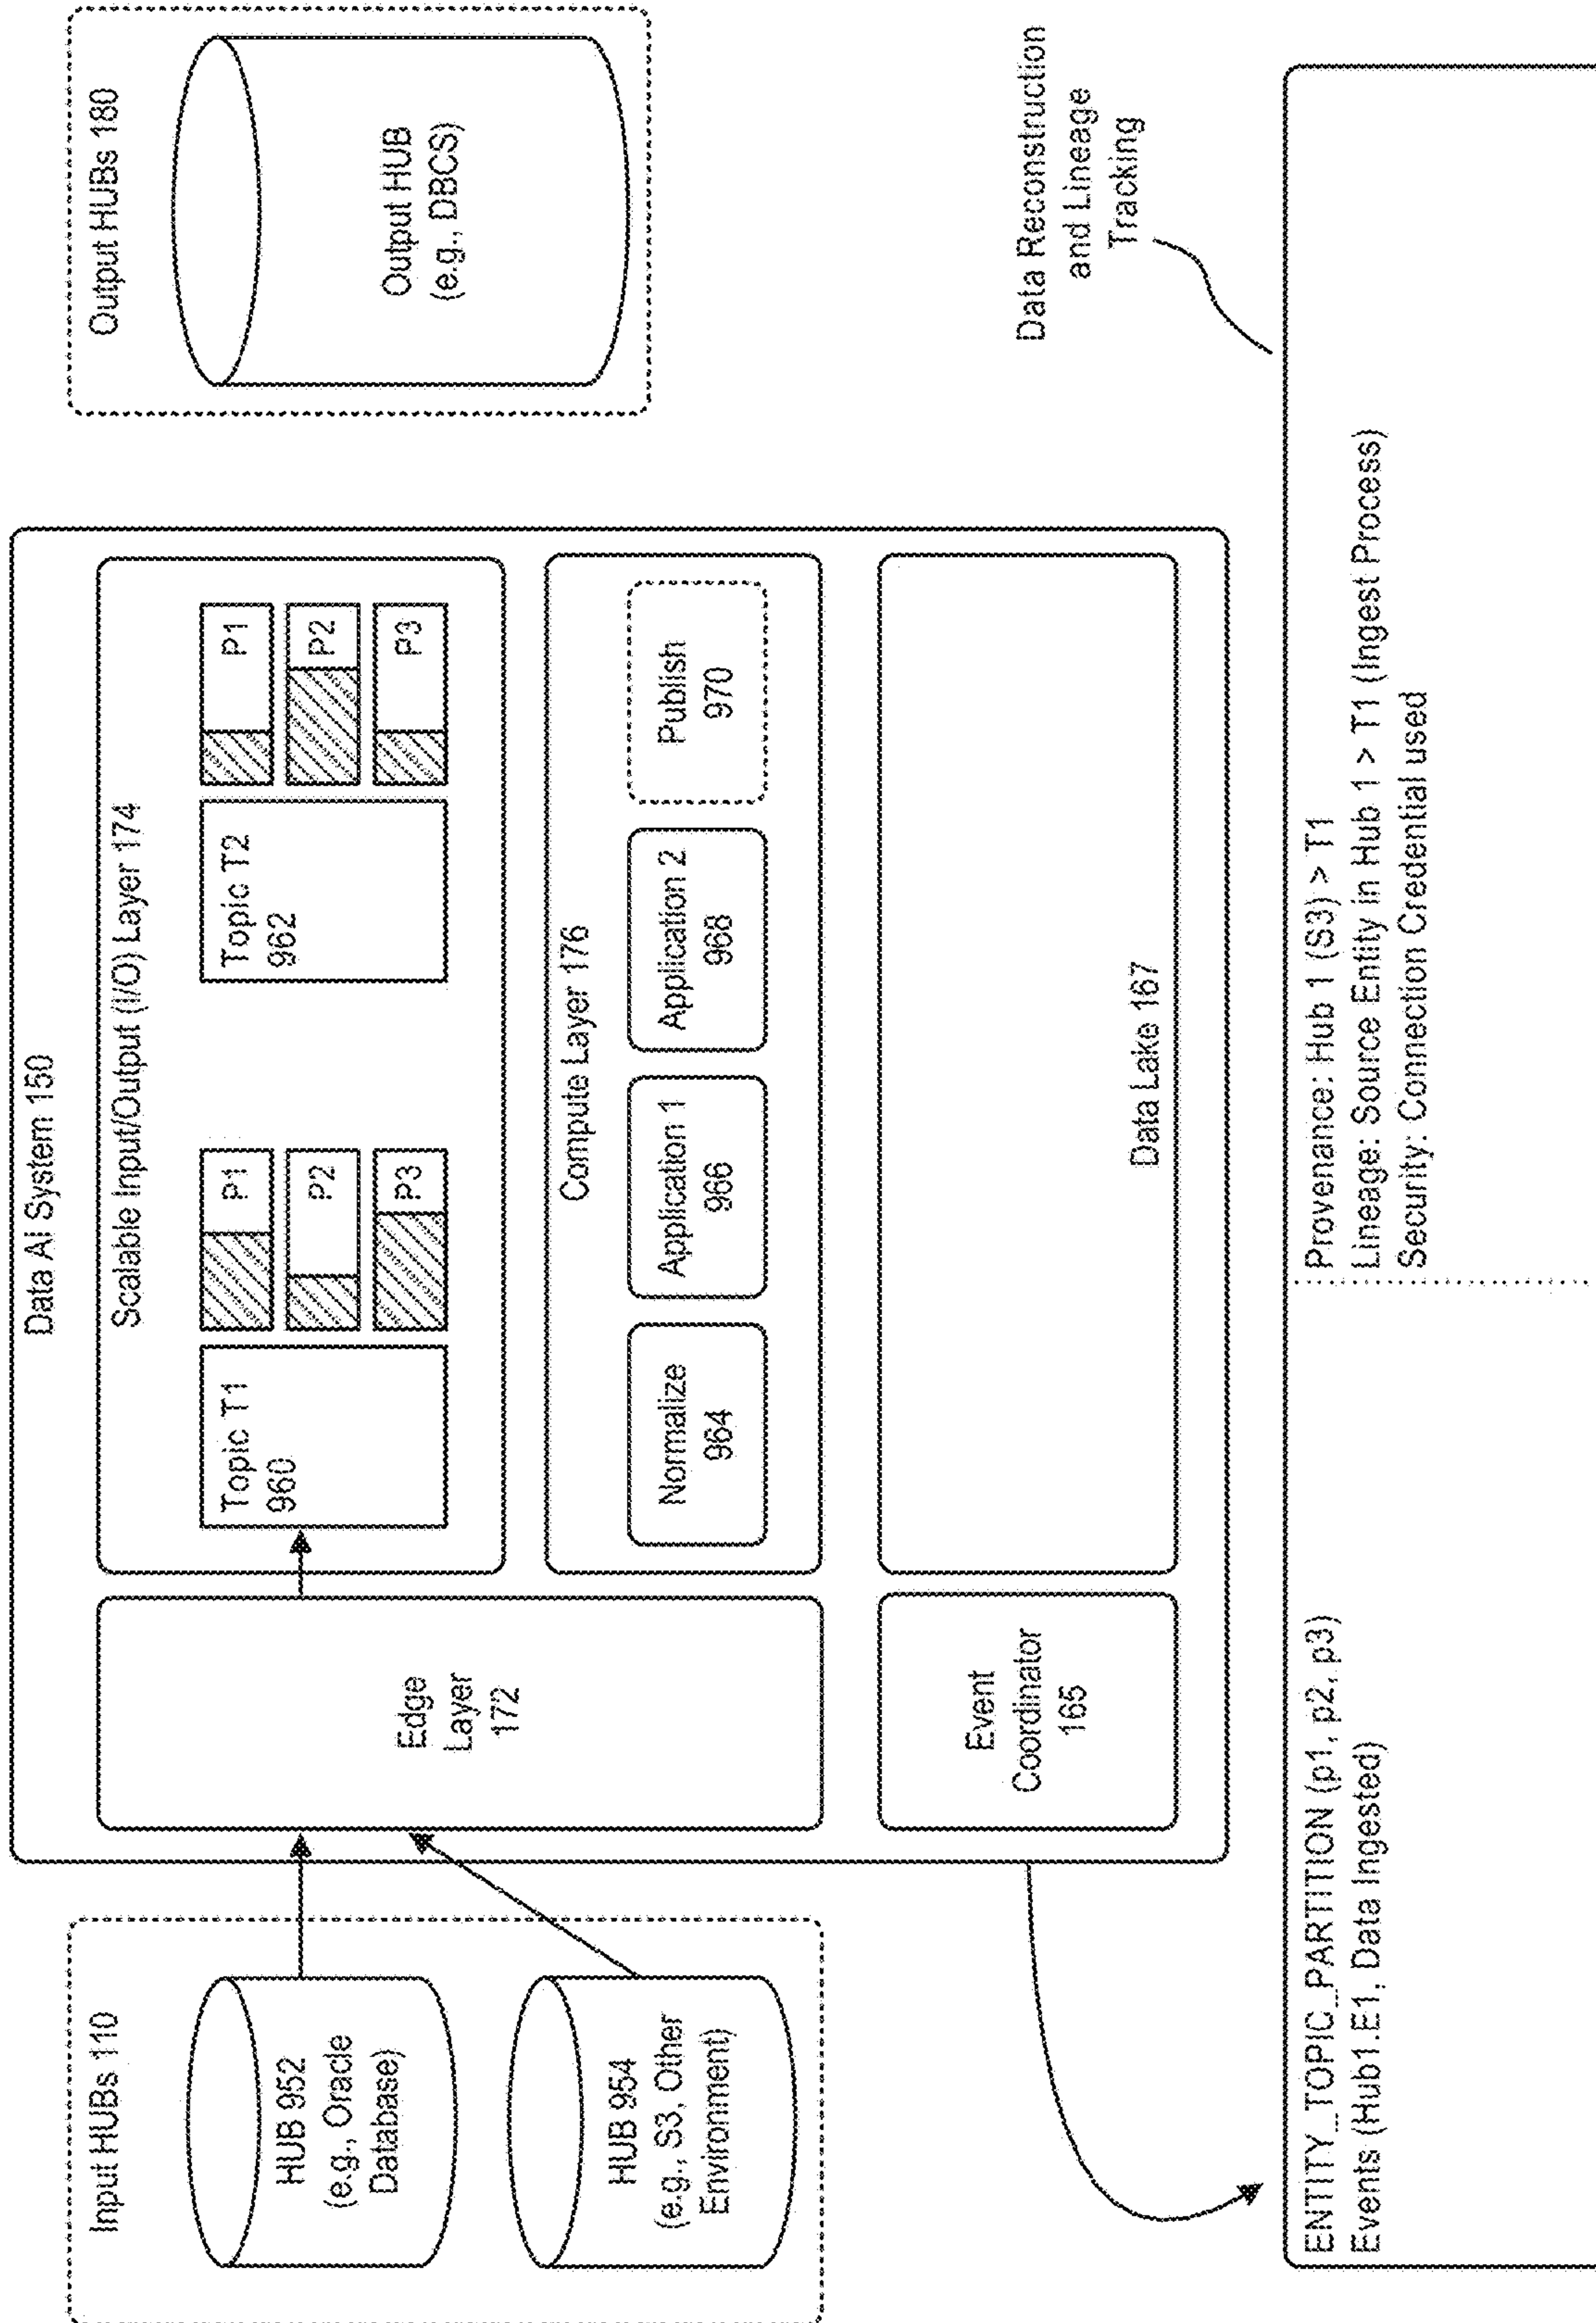 Data AI System 150
Input HUBs 110
HUB 952
(e.g., Oracle
Database)
HUB 954
(e.g., S3, Other
Environment)
Edge
Layer
172
Event
Coordinator
165
Scalable Input/Output (I/O) Layer 174
Topic T1
960
P1
P2
P3
Topic T2
962
P1
P2
P3
Compute Layer 176
Normalize
964
Application 1
966
Application 2
968
Publish
970
Data Lake 167
Output HUBs 180
Output HUB
(e.g., DBCS)
Data Reconstruction
and Lineage
Tracking
ENTITY_TOPIC_PARTITION (p1, p2, p3)
Events (Hub1.E1, Data Ingested)
Provenance: Hub 1 (S3) > T1
Lineage: Source Entity in Hub 1 > T1 (Ingest Process)
Security: Connection Credential used